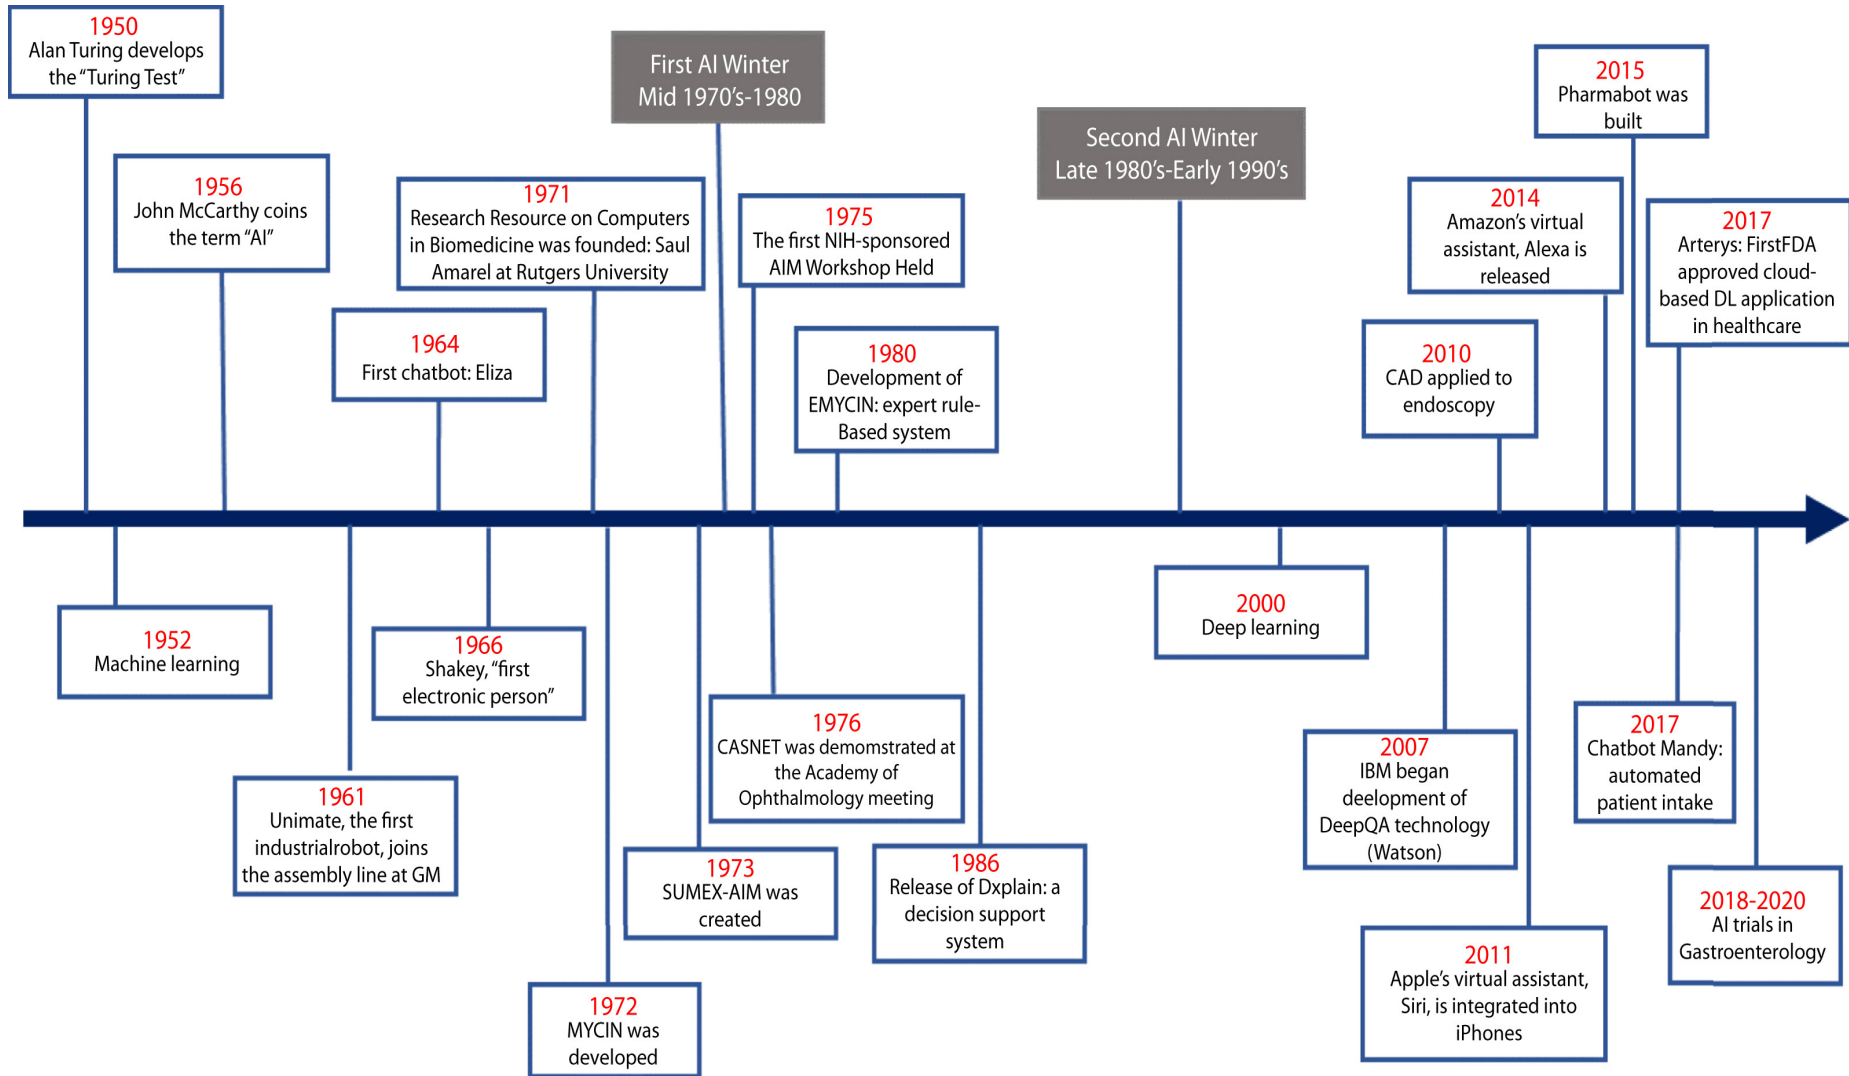 1950
Alan Turing develops
the “Turing Test”
1956
John McCarthy coins
the term “AI”
1964
First chatbot: Eliza
1971
Research Resource on Computers
in Biomedicine was founded: Saul
Amarel at Rutgers University
First AI Winter
Mid 1970’s-1980
1975
The first NIH-sponsored
AIM Workshop Held
1980
Development of
EMYCIN: expert rule-
Based system
Second AI Winter
Late 1980’s-Early 1990’s
2010
CAD applied to
endoscopy
2014
Amazon’s virtual
assistant, Alexa is
released
2015
Pharmabot was
built
2017
Arterys: FirstFDA
approved cloud-
based DL application
in healthcare
1952
Machine learning
1961
Unimate, the first
industrialrobot, joins
the assembly line at GM
1966
Shakey, “first
electronic person”
1972
MYCIN was
developed
1973
SUMEX-AIM was
created
1976
CASNET was demomstrated at
the Academy of
Ophthalmology meeting
1986
Release of Dxplain: a
decision support
system
2000
Deep learning
2007
IBM began
deelopment of
DeepQA technology
(Watson)
2011
Apple’s virtual assistant,
Siri, is integrated into
iPhones
2017
Chatbot Mandy:
automated
patient intake
2018-2020
AI trials in
Gastroenterology